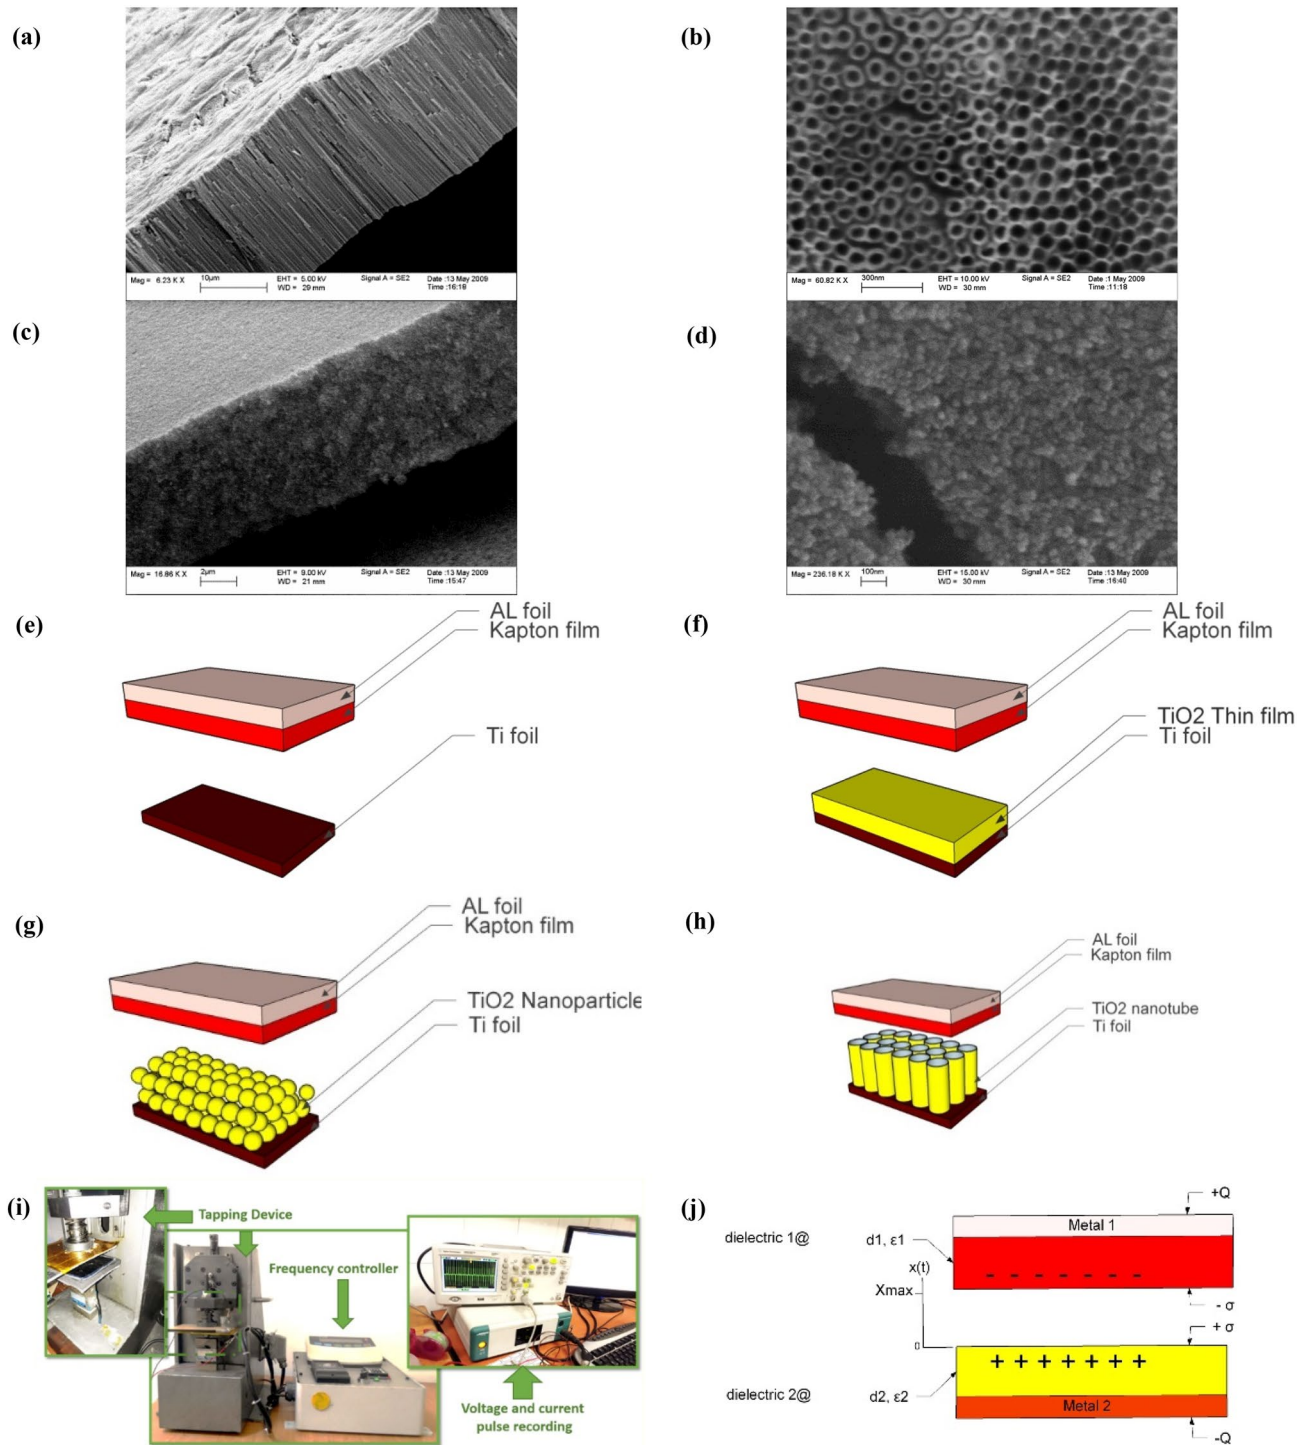 (a)
Mag = 6.23 K X
10µm
EHT = 5.00 kV
WD = 29 mm
Signal A = SE2
Date :13 May 2009
Time :16:18
(b)
Mag = 60.82 K X
300nm
EHT = 10.00 kV
WD = 30 mm
Signal A = SE2
Date :1 May 2009
Time :11:18
(c)
Mag = 16.86 K X
2µm
EHT = 9.00 kV
WD = 21 mm
Signal A = SE2
Date :13 May 2009
Time :15:47
(d)
Mag = 236.18 K X
100nm
EHT = 15.00 kV
WD = 30 mm
Signal A = SE2
Date :13 May 2009
Time :16:40
(e)
AL foil
Kapton film
Ti foil
(f)
AL foil
Kapton film
TiO2 Thin film
Ti foil
(g)
AL foil
Kapton film
TiO2 Nanoparticle
Ti foil
(h)
AL foil
Kapton film
TiO2 nanotube
Ti foil
(i)
Tapping Device
Frequency controller
Voltage and current
pulse recording
(j)
+Q
Metal 1
dielectric 1@
d1, ε1
x(t)
- - - - - - -
Xmax
- σ
+ σ
0
+ + + + + + +
dielectric 2@
d2, ε2
Metal 2
-Q